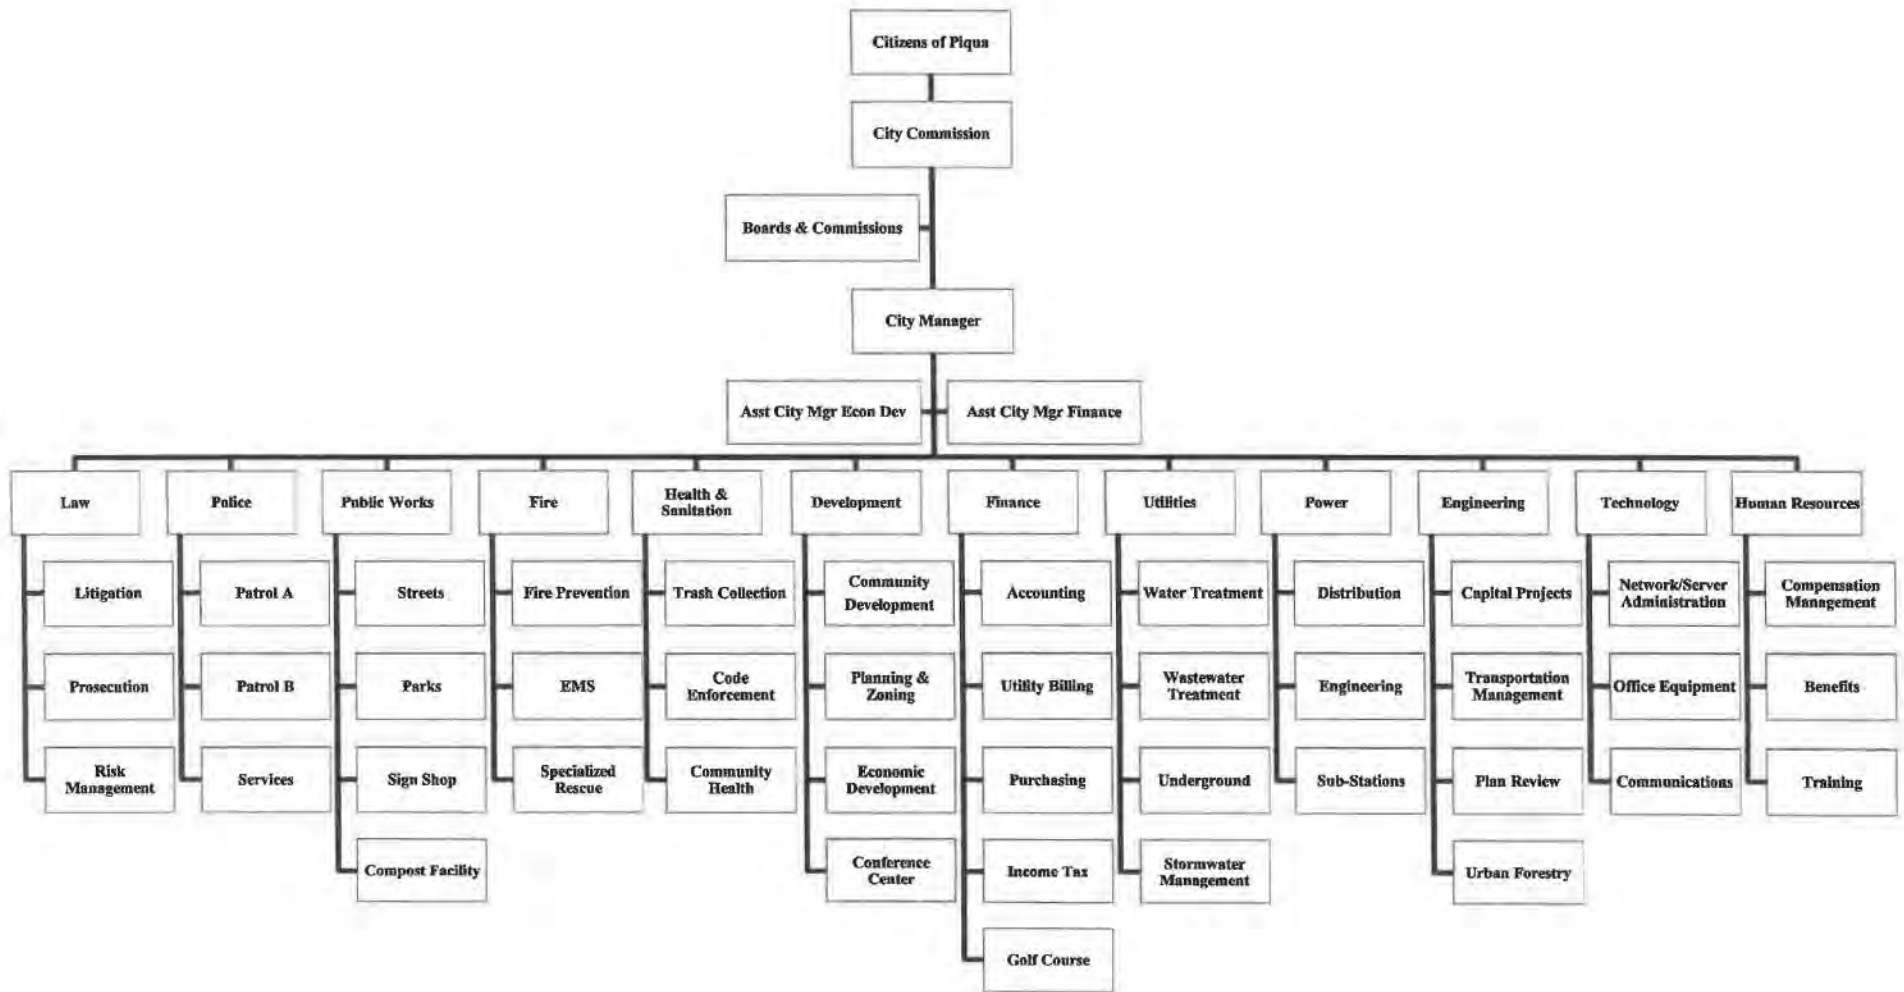 Citizens of Piqua
City Commission
Boards & Commissions
City Manager
Asst City Mgr Econ Dev
Asst City Mgr Finance
Law
Police
Public Works
Fire
Health &
Sanitation
Development
Finance
Utilities
Power
Engineering
Technology
Human Resources
Litigation
Patrol A
Streets
Fire Prevention
Trash Collection
Community
Development
Accounting
Water Treatment
Distribution
Capital Projects
Network/Server
Administration
Compensation
Management
Prosecution
Patrol B
Parks
EMS
Code
Enforcement
Planning &
Zoning
Utility Billing
Wastewater
Treatment
Engineering
Transportation
Management
Office Equipment
Benefits
Risk
Management
Services
Sign Shop
Specialized
Rescue
Community
Health
Economic
Development
Purchasing
Underground
Sub-Stations
Plan Review
Communications
Training
Compost Facility
Conference
Center
Income Tax
Stormwater
Management
Urban Forestry
Golf Course